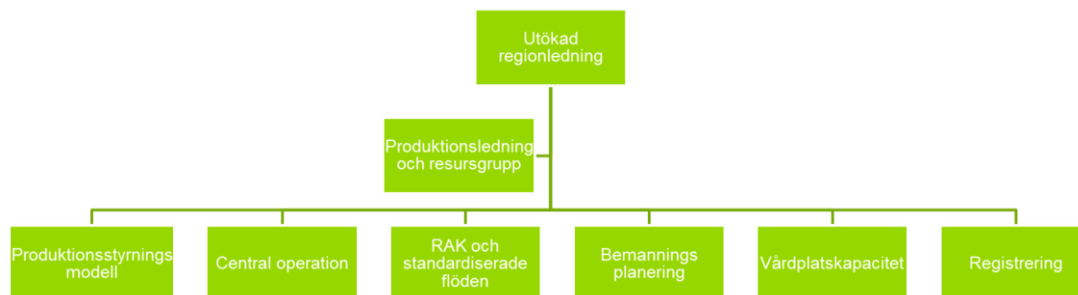 Utökad
regionledning
Produktionsledning
och resursgrupp
Produktionsstyrnings
modell
Central operation
RAK och
standardiserade
flöden
Bemannings
planering
Vårdplatskapacitet
Registrering